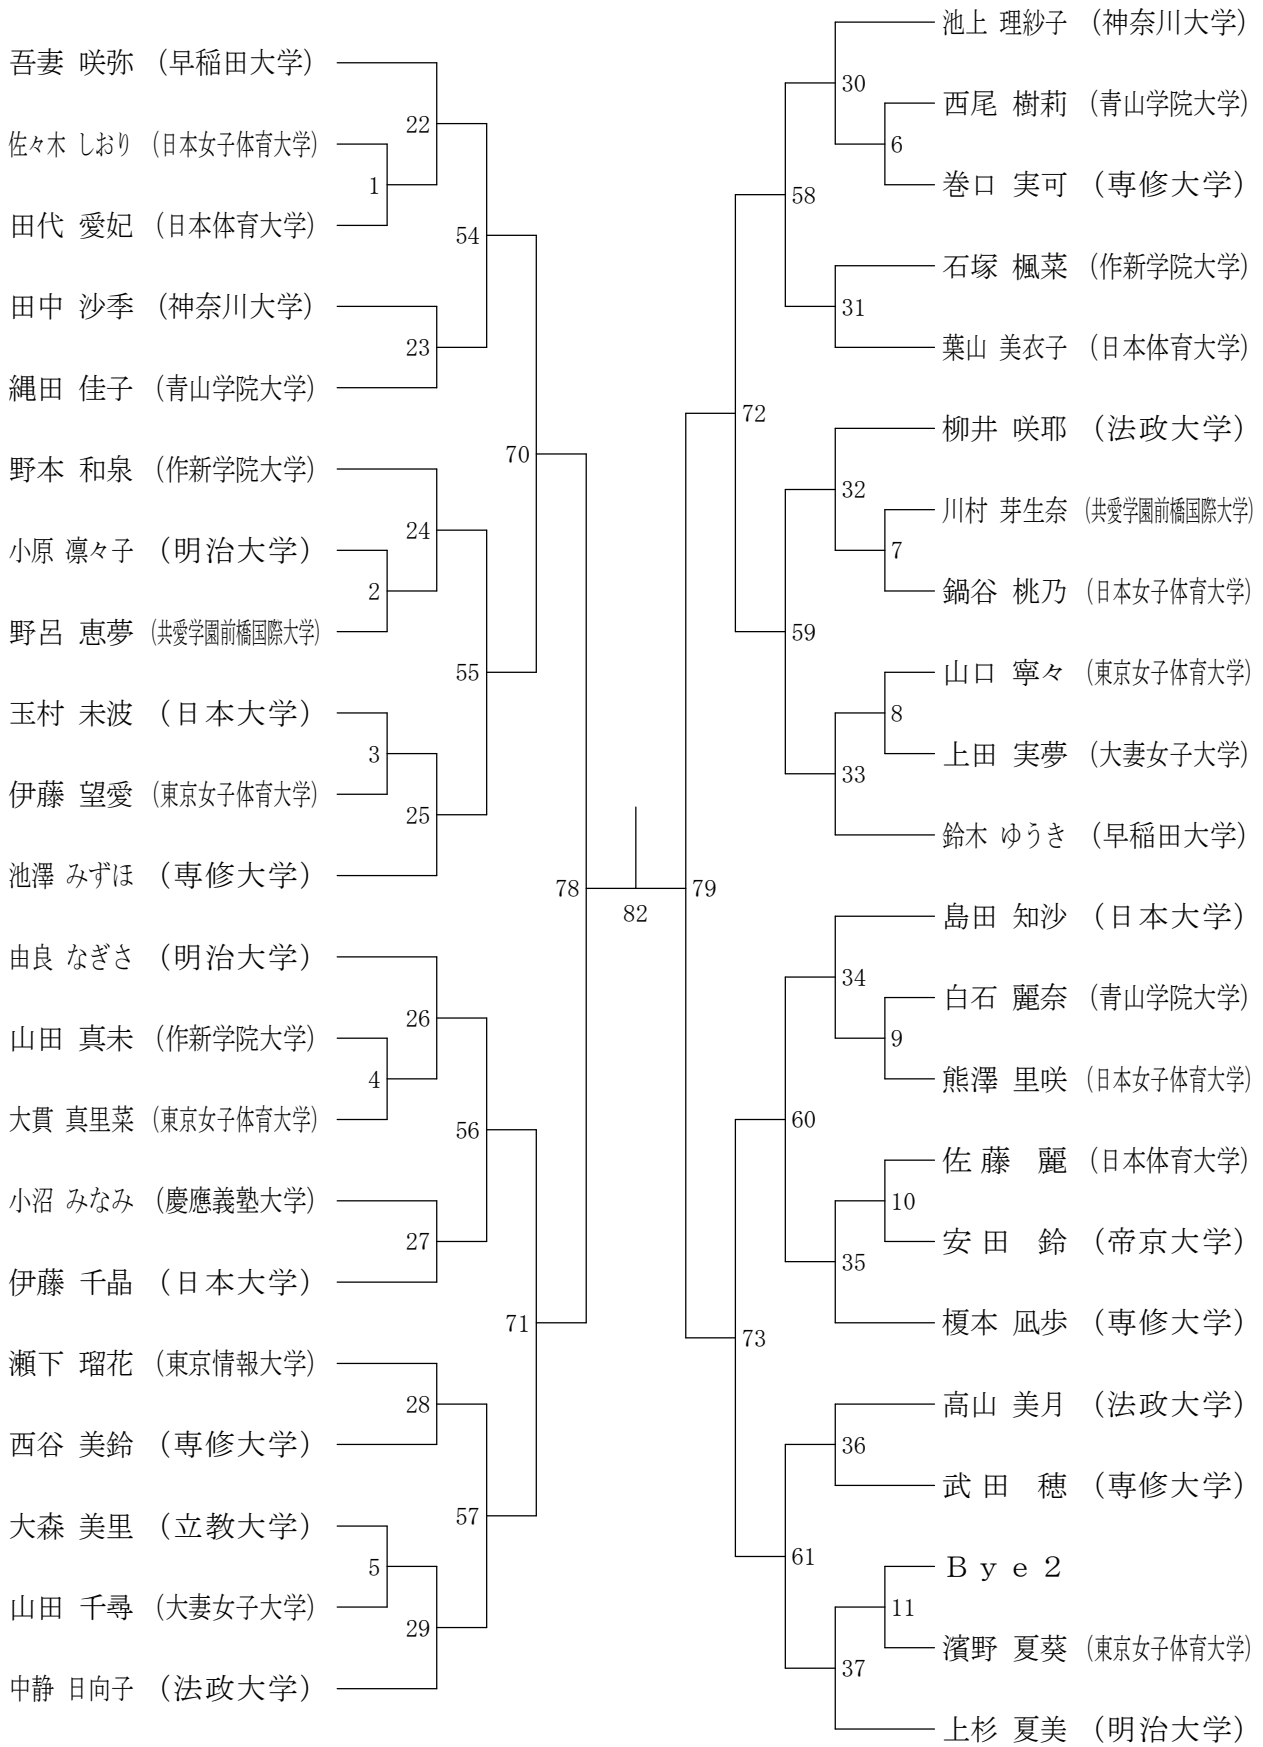 吾妻 咲弥 (早稲田大学)
佐々木 しおり (日本女子体育大学)
田代 愛妃 (日本体育大学)
田中 沙季 (神奈川大学)
縄田 佳子 (青山学院大学)
野本 和泉 (作新学院大学)
小原 凛々子 (明治大学)
野呂 恵夢 (共愛学園前橋国際大学)
玉村 未波 (日本大学)
伊藤 望愛 (東京女子体育大学)
池澤 みずほ (専修大学)
由良 なぎさ (明治大学)
山田 真未 (作新学院大学)
大貫 真里菜 (東京女子体育大学)
小沼 みなみ (慶應義塾大学)
伊藤 千晶 (日本大学)
瀬下 瑠花 (東京情報大学)
西谷 美鈴 (専修大学)
大森 美里 (立教大学)
山田 千尋 (大妻女子大学)
中静 日向子 (法政大学)
1
2
3
4
5
22
23
24
25
26
27
28
29
54
55
56
57
70
71
78
82
79
72
73
58
59
60
61
30
31
32
33
34
35
36
37
6
7
8
9
10
11
池上 理紗子 (神奈川大学)
西尾 樹莉 (青山学院大学)
巻口 実可 (専修大学)
石塚 楓菜 (作新学院大学)
葉山 美衣子 (日本体育大学)
柳井 咲耶 (法政大学)
川村 芽生奈 (共愛学園前橋国際大学)
鍋谷 桃乃 (日本女子体育大学)
山口 寧々 (東京女子体育大学)
上田 実夢 (大妻女子大学)
鈴木 ゆうき (早稲田大学)
島田 知沙 (日本大学)
白石 麗奈 (青山学院大学)
熊澤 里咲 (日本女子体育大学)
佐藤 麗 (日本体育大学)
安田 鈴 (帝京大学)
榎本 凪歩 (専修大学)
高山 美月 (法政大学)
武田 穂 (専修大学)
Bye2
濱野 夏葵 (東京女子体育大学)
上杉 夏美 (明治大学)